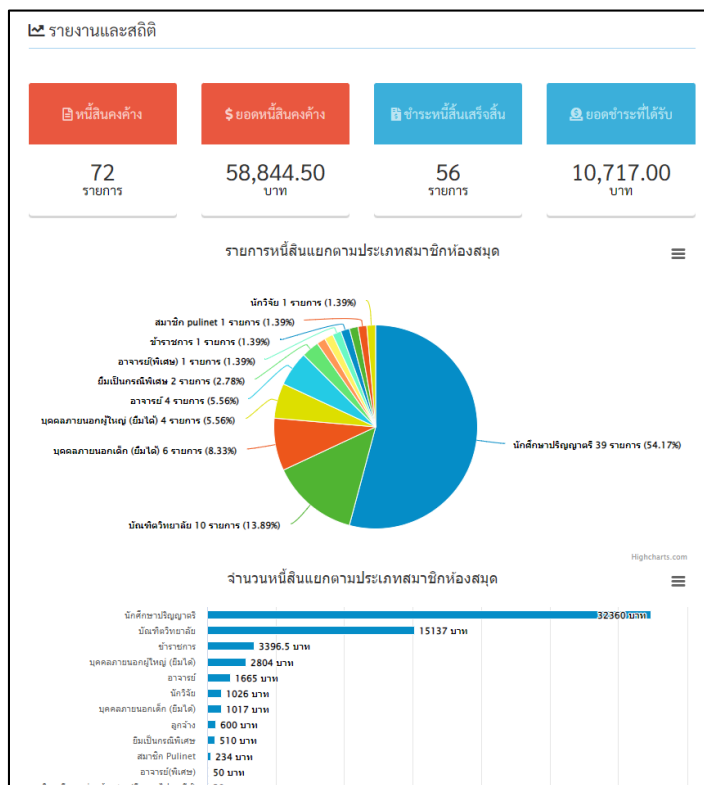 รายงานและสถิติ
หนี้สินคงค้าง
ยอดหนี้สินคงค้าง
ชำระหนี้สิ้นเสร็จสิ้น
ยอดชำระที่ได้รับ
72
รายการ
58,844.50
บาท
56
รายการ
10,717.00
บาท
รายการหนี้สินแยกตามประเภทสมาชิกห้องสมุด
นักวิจัย 1 รายการ (1.39%)
สมาชิก pulinet 1 รายการ (1.39%)
ข้าราชการ 1 รายการ (1.39%)
อาจารย์(พิเศษ) 1 รายการ (1.39%)
ยืมเป็นกรณีพิเศษ 2 รายการ (2.78%)
อาจารย์ 4 รายการ (5.56%)
บุคคลภายนอกผู้ใหญ่ (ยืมได้) 4 รายการ (5.56%)
บุคคลภายนอกเด็ก (ยืมได้) 6 รายการ (8.33%)
นักศึกษาปริญญาตรี 39 รายการ (54.17%)
บัณฑิตวิทยาลัย 10 รายการ (13.89%)
Highcharts.com
จำนวนหนี้สินแยกตามประเภทสมาชิกห้องสมุด
นักศึกษาปริญญาตรี 32360 บาท
บัณฑิตวิทยาลัย 15137 บาท
ข้าราชการ 3396.5 บาท
บุคคลภายนอกผู้ใหญ่ (ยืมได้) 2804 บาท
อาจารย์ 1665 บาท
นักวิจัย 1026 บาท
บุคคลภายนอกเด็ก (ยืมได้) 1017 บาท
ลูกจ้าง 600 บาท
ยืมเป็นกรณีพิเศษ 510 บาท
สมาชิก Pulinet 234 บาท
อาจารย์(พิเศษ) 50 บาท